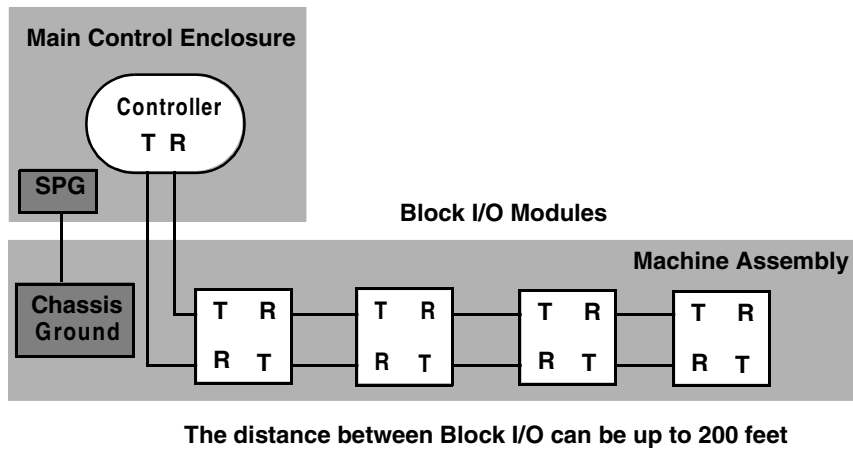 Main Control Enclosure
Controller
T R
SPG
Block I/O Modules
Machine Assembly
Chassis
Ground
T R T R T R T R
R T R T R T R T
The distance between Block I/O can be up to 200 feet